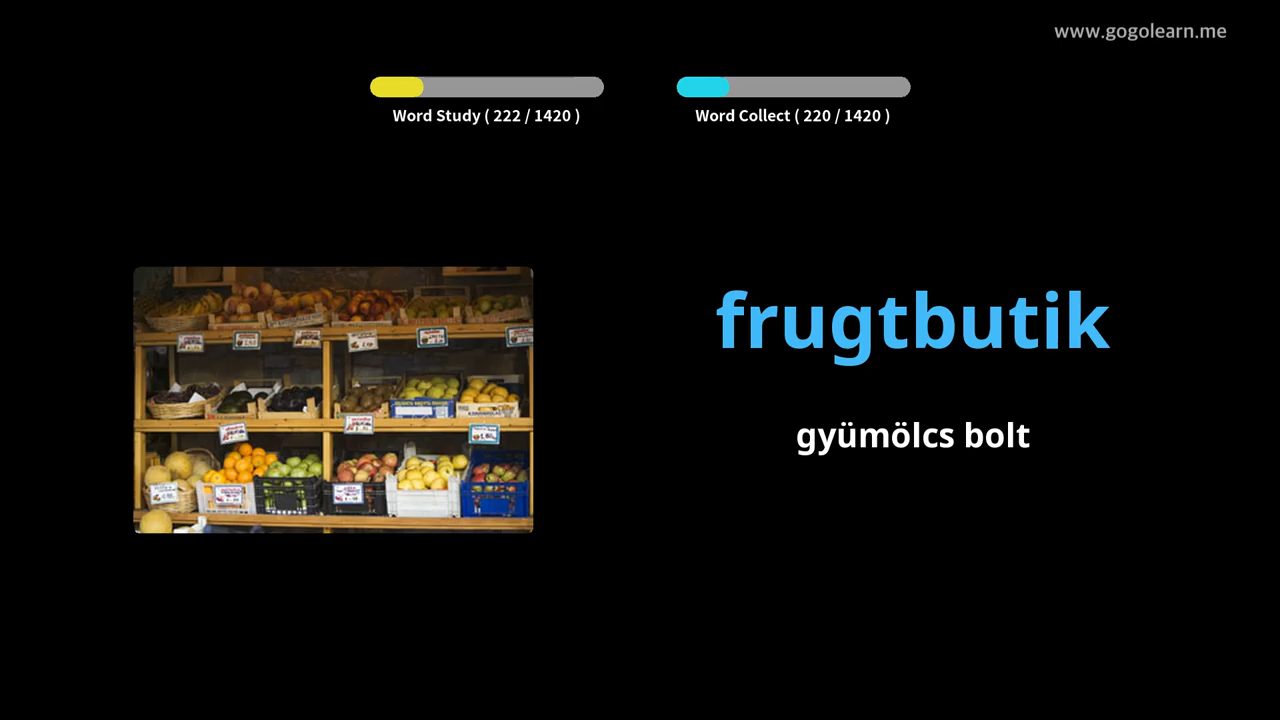 www.gogolearn.me
Word Study ( 222 / 1420 )
Word Collect ( 220 / 1420 )
frugtbutik
gyümölcs bolt